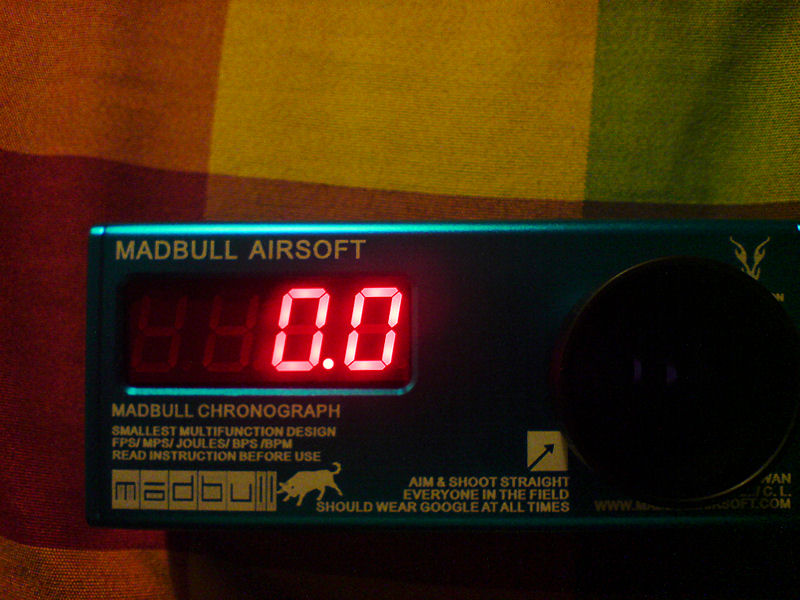 MADBULL AIRSOFT
0.0
MADBULL CHRONOGRAPH
SMALLEST MULTIFUNCTION DESIGN
FPS/ MPS/ JOULES/ BPS /BPM
READ INSTRUCTION BEFORE USE
madbull
AIM & SHOOT STRAIGHT
EVERYONE IN THE FIELD
SHOULD WEAR GOOGLE AT ALL TIMES
C. L.